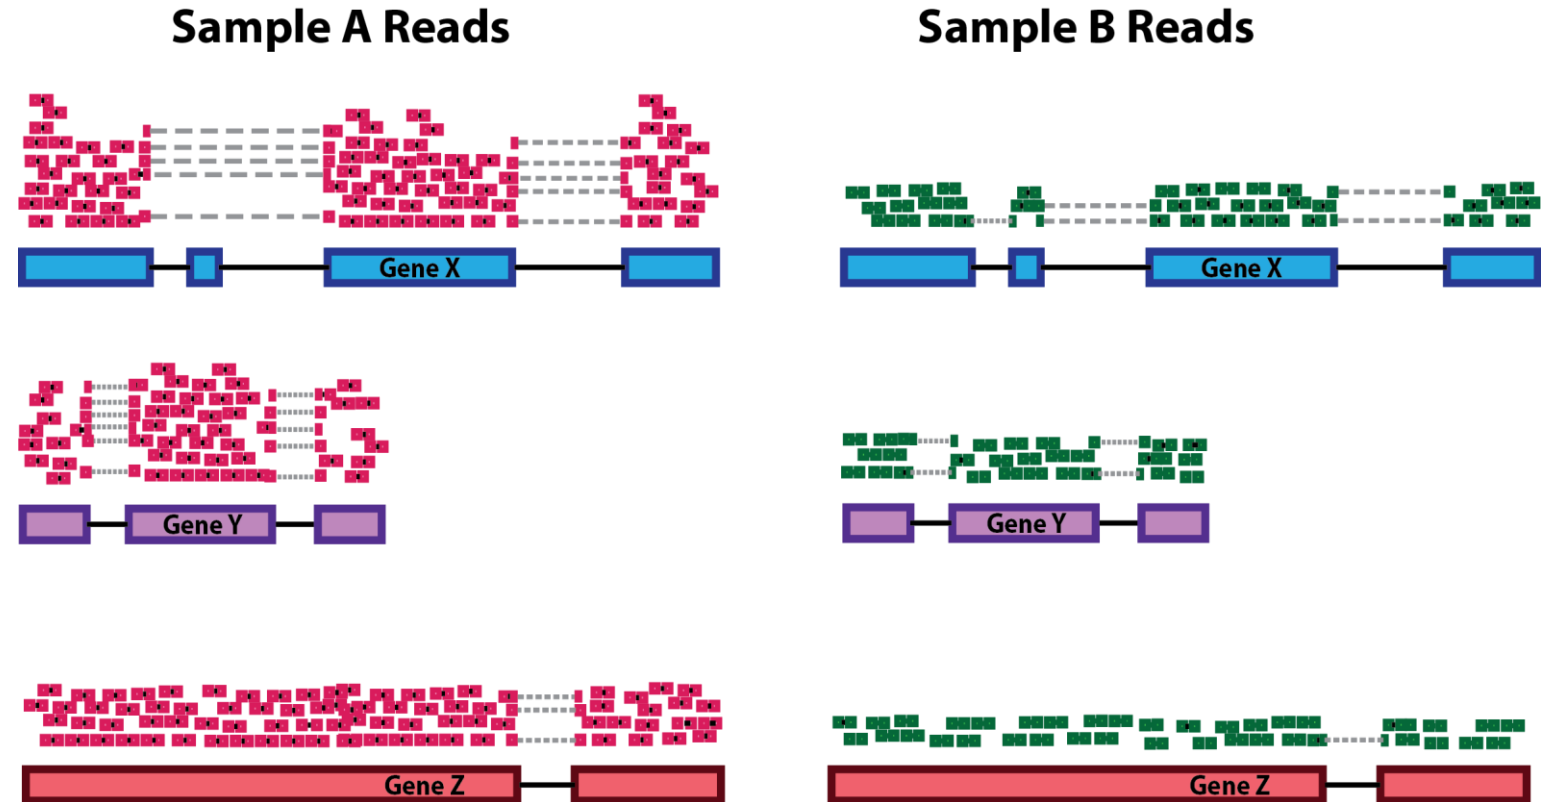 Sample A Reads
Sample B Reads
Gene X
Gene X
Gene Y
Gene Y
Gene Z
Gene Z